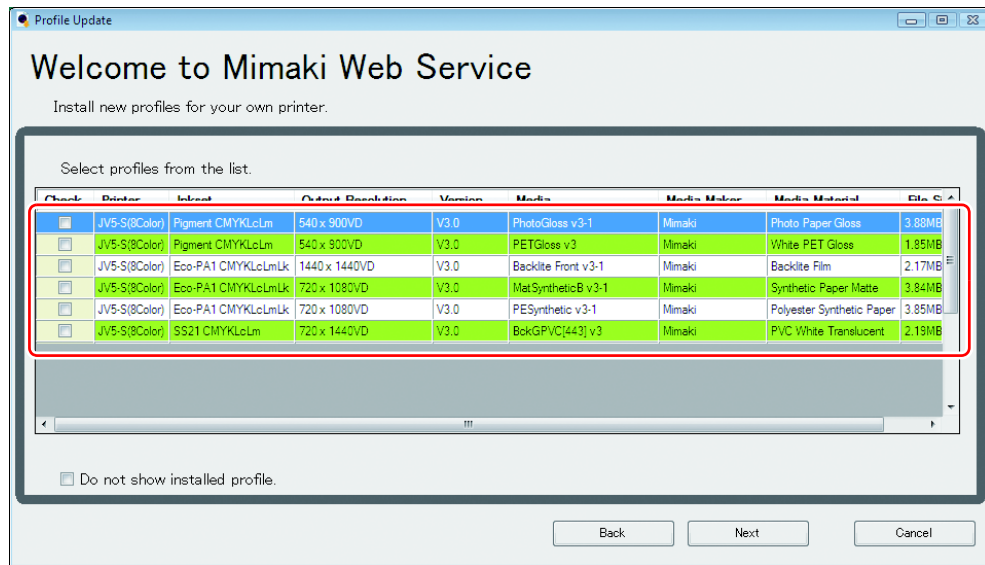 Profile Update
Welcome to Mimaki Web Service
Install new profiles for your own printer.
Select profiles from the list.
Check Printer Inkset Output Resolution Version Media Media Maker Media Material File Si
JV5-S(8Color) Pigment CMYKLcLm 540 x 900VD V3.0 PhotoGloss v3-1 Mimaki Photo Paper Gloss 3.88MB
JV5-S(8Color) Pigment CMYKLcLm 540 x 900VD V3.0 PETGloss v3 Mimaki White PET Gloss 1.85MB
JV5-S(8Color) Eco-PA1 CMYKLcLmLk 1440 x 1440VD V3.0 Backlite Front v3-1 Mimaki Backlite Film 2.17MB
JV5-S(8Color) Eco-PA1 CMYKLcLmLk 720 x 1080VD V3.0 MatSyntheticB v3-1 Mimaki Synthetic Paper Matte 3.84MB
JV5-S(8Color) Eco-PA1 CMYKLcLmLk 720 x 1080VD V3.0 PESynthetic v3-1 Mimaki Polyester Synthetic Paper 3.85MB
JV5-S(8Color) SS21 CMYKLcLm 720 x 1440VD V3.0 BckGPVC[443] v3 Mimaki PVC White Translucent 2.19MB
Do not show installed profile.
Back Next Cancel